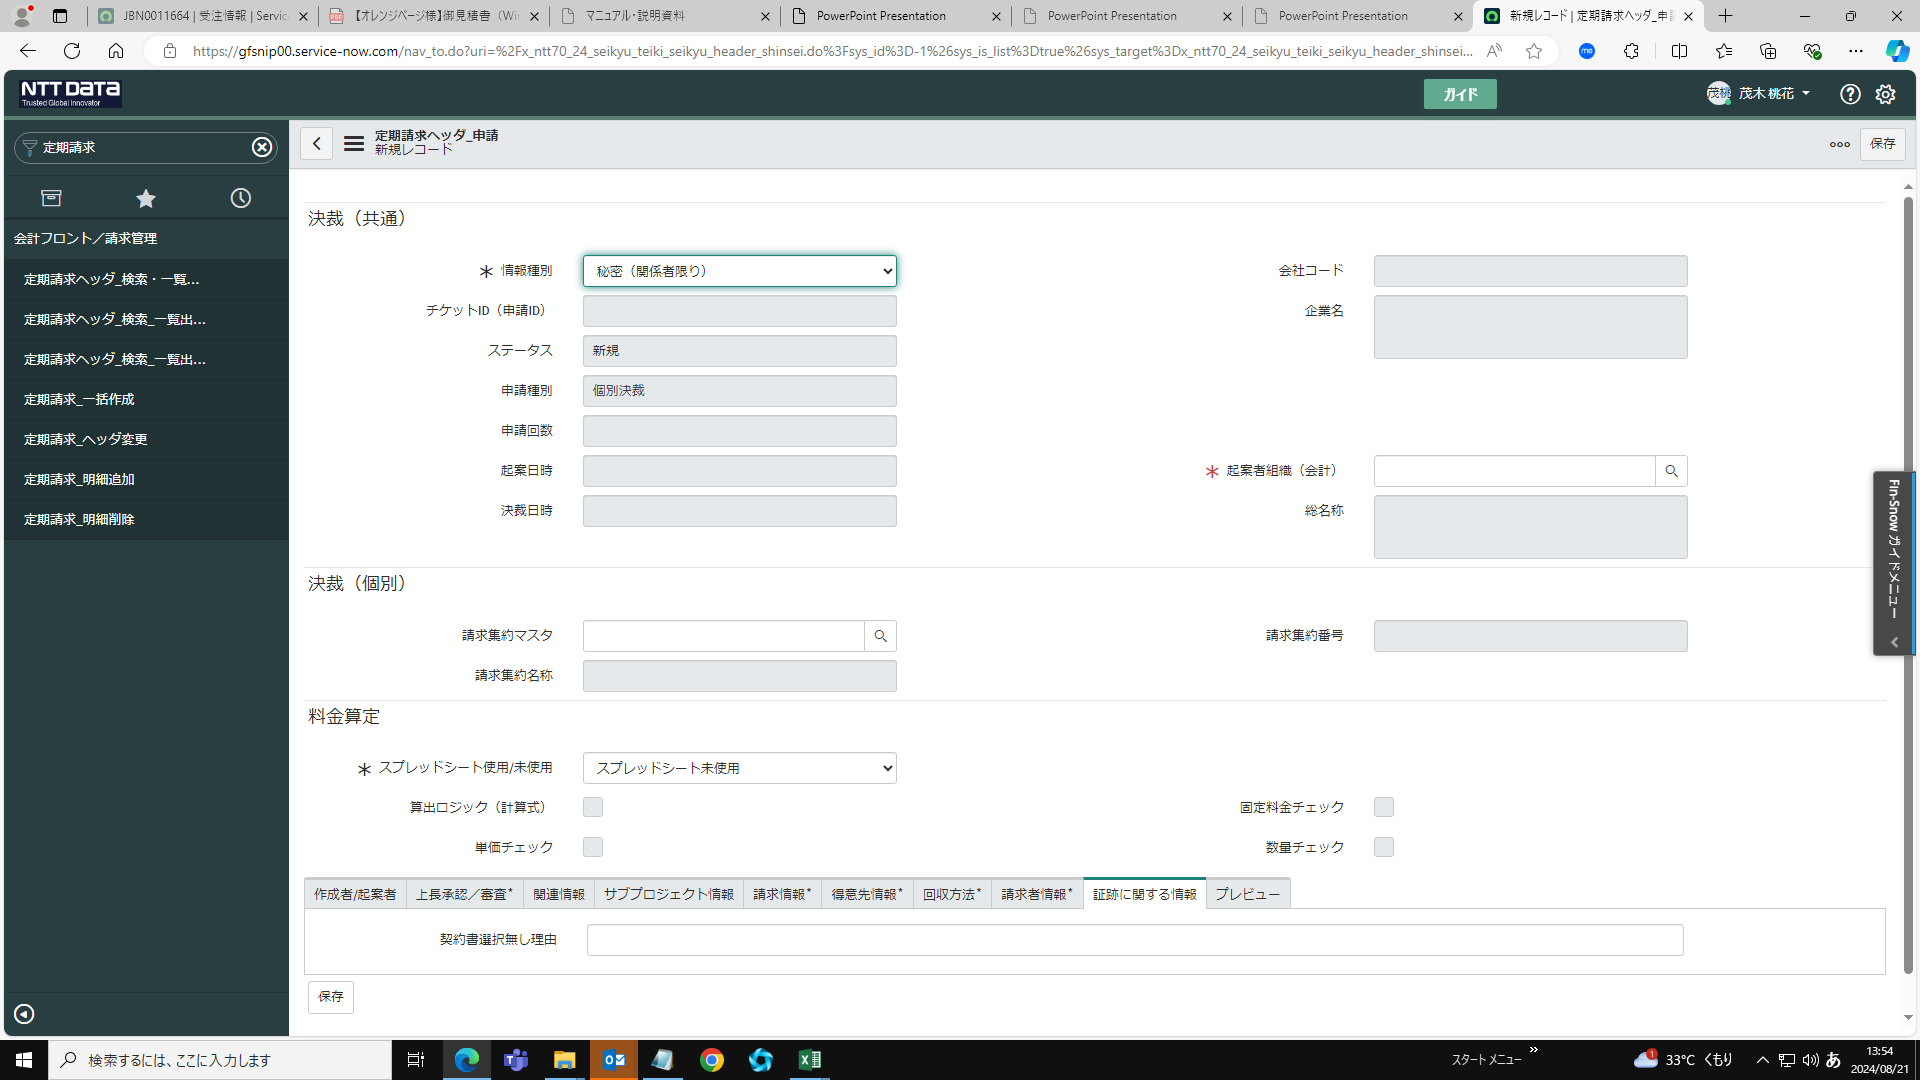 JBN0011664 | 受注情報 | Servic
【オレンジページ様】御見積書 (Win
マニュアル・説明資料
PowerPoint Presentation
PowerPoint Presentation
PowerPoint Presentation
新規レコード | 定期請求ヘッダ_申請
https://gfsnip00.service-now.com/nav_to.do?uri=%2Fx_ntt70_24_seikyu_teiki_seikyu_header_shinsei.do%3Fsys_id%3D-1%26sys_is_list%3Dtrue%26sys_target%3Dx_ntt70_24_seikyu_teiki_seikyu_header_shinsei...
NTT DATA
Trusted Global Innovator
ガイド
茂桃
茂木 桃花
定期請求
定期請求ヘッダ_申請
新規レコード
保存
会計フロント／請求管理
定期請求ヘッダ_検索・一覧...
定期請求ヘッダ_検索_一覧出...
定期請求ヘッダ_検索_一覧出...
定期請求_一括作成
定期請求_ヘッダ変更
定期請求_明細追加
定期請求_明細削除
決裁（共通）
* 情報種別
秘密（関係者限り）
会社コード
チケットID（申請ID）
企業名
ステータス
新規
申請種別
個別決裁
申請回数
起案日時
* 起案者組織（会計）
決裁日時
総名称
決裁（個別）
請求集約マスタ
請求集約番号
請求集約名称
料金算定
* スプレッドシート使用/未使用
スプレッドシート未使用
算出ロジック（計算式）
固定料金チェック
単価チェック
数量チェック
作成者/起案者
上長承認／審査*
関連情報
サブプロジェクト情報
請求情報*
得意先情報*
回収方法*
請求者情報*
証跡に関する情報
プレビュー
契約書選択無し理由
保存
Fin-Snow ガイドメニュー
検索するには、ここに入力します
スタート メニュー
33°C くもり
あ
13:54
2024/08/21